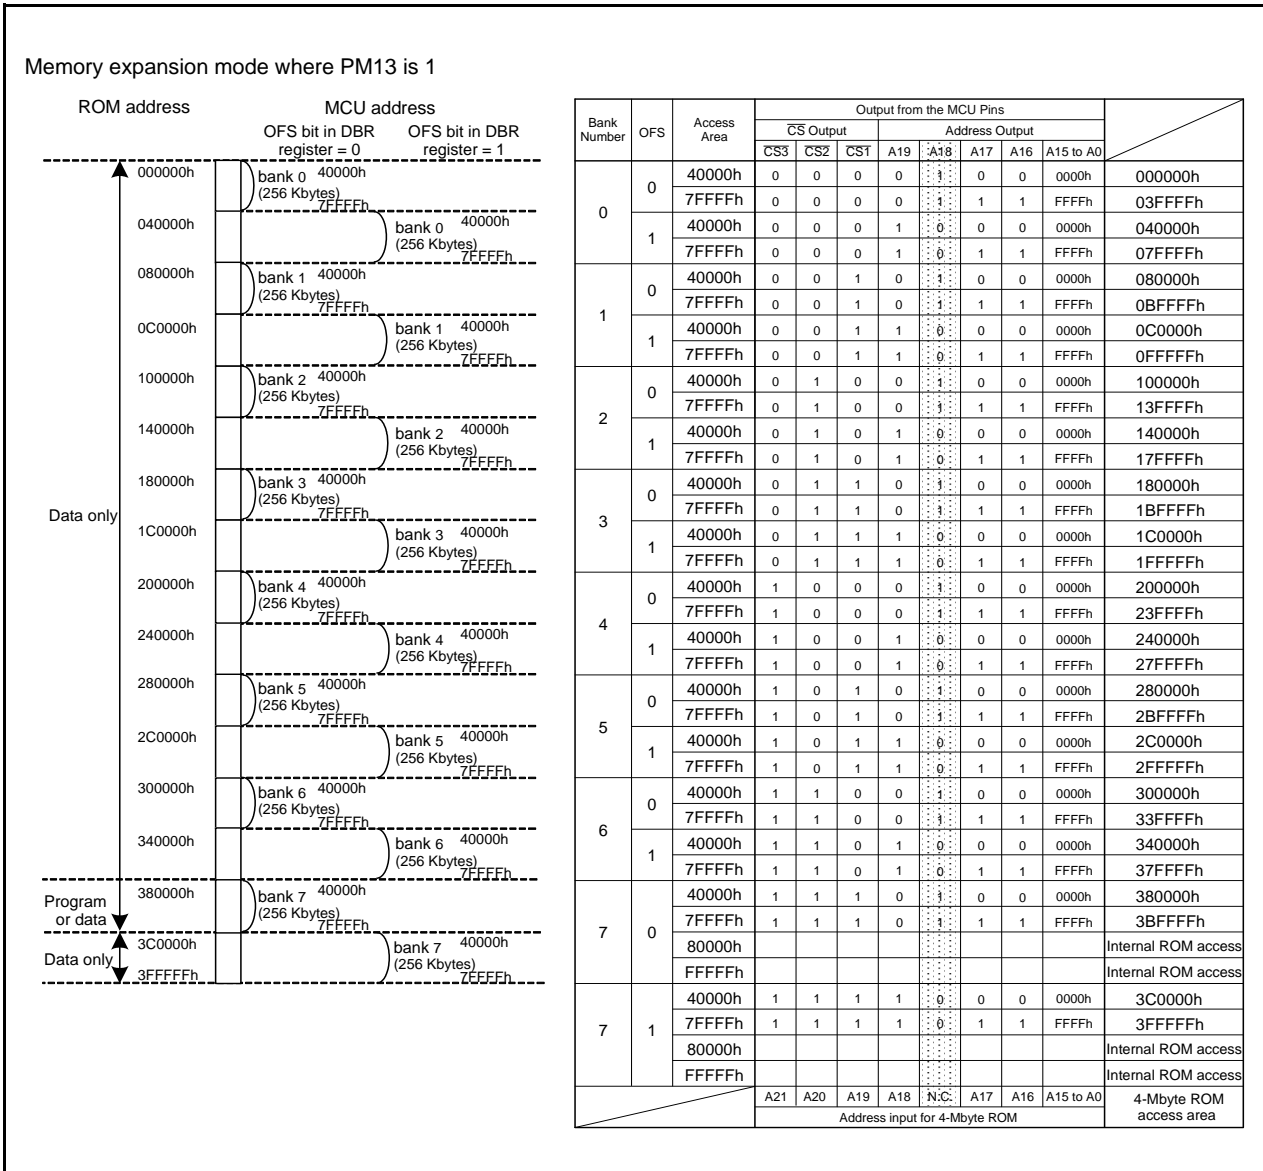 Memory expansion mode where PM13 is 1
ROM address
MCU address
OFS bit in DBR register = 0
OFS bit in DBR register = 1
000000h
bank 0 40000h
(256 Kbytes)
7FFFFh
040000h
bank 0 40000h
(256 Kbytes)
7FFFFh
080000h
bank 1 40000h
(256 Kbytes)
7FFFFh
0C0000h
bank 1 40000h
(256 Kbytes)
7FFFFh
100000h
bank 2 40000h
(256 Kbytes)
7FFFFh
140000h
bank 2 40000h
(256 Kbytes)
7FFFFh
180000h
bank 3 40000h
(256 Kbytes)
7FFFFh
Data only
1C0000h
bank 3 40000h
(256 Kbytes)
7FFFFh
200000h
bank 4 40000h
(256 Kbytes)
7FFFFh
240000h
bank 4 40000h
(256 Kbytes)
7FFFFh
280000h
bank 5 40000h
(256 Kbytes)
7FFFFh
2C0000h
bank 5 40000h
(256 Kbytes)
7FFFFh
300000h
bank 6 40000h
(256 Kbytes)
7FFFFh
340000h
bank 6 40000h
(256 Kbytes)
7FFFFh
Program or data
380000h
bank 7 40000h
(256 Kbytes)
7FFFFh
Data only
3C0000h
bank 7 40000h
(256 Kbytes)
7FFFFh
3FFFFFh
Bank Number OFS Access Area Output from the MCU Pins
CS Output Address Output
CS3 CS2 CS1 A19 A18 A17 A16 A15 to A0
0 0 40000h 0 0 0 0 1 0 0 0000h 000000h
7FFFFh 0 0 0 0 1 1 1 FFFFh 03FFFFh
1 40000h 0 0 0 1 0 0 0 0000h 040000h
7FFFFh 0 0 0 1 0 1 1 FFFFh 07FFFFh
1 0 40000h 0 0 1 0 1 0 0 0000h 080000h
7FFFFh 0 0 1 0 1 1 1 FFFFh 0BFFFFh
1 40000h 0 0 1 1 0 0 0 0000h 0C0000h
7FFFFh 0 0 1 1 0 1 1 FFFFh 0FFFFFh
2 0 40000h 0 1 0 0 1 0 0 0000h 100000h
7FFFFh 0 1 0 0 1 1 1 FFFFh 13FFFFh
1 40000h 0 1 0 1 0 0 0 0000h 140000h
7FFFFh 0 1 0 1 0 1 1 FFFFh 17FFFFh
3 0 40000h 0 1 1 0 1 0 0 0000h 180000h
7FFFFh 0 1 1 0 1 1 1 FFFFh 1BFFFFh
1 40000h 0 1 1 1 0 0 0 0000h 1C0000h
7FFFFh 0 1 1 1 0 1 1 FFFFh 1FFFFFh
4 0 40000h 1 0 0 0 1 0 0 0000h 200000h
7FFFFh 1 0 0 0 1 1 1 FFFFh 23FFFFh
1 40000h 1 0 0 1 0 0 0 0000h 240000h
7FFFFh 1 0 0 1 0 1 1 FFFFh 27FFFFh
5 0 40000h 1 0 1 0 1 0 0 0000h 280000h
7FFFFh 1 0 1 0 1 1 1 FFFFh 2BFFFFh
1 40000h 1 0 1 1 0 0 0 0000h 2C0000h
7FFFFh 1 0 1 1 0 1 1 FFFFh 2FFFFFh
6 0 40000h 1 1 0 0 1 0 0 0000h 300000h
7FFFFh 1 1 0 0 1 1 1 FFFFh 33FFFFh
1 40000h 1 1 0 1 0 0 0 0000h 340000h
7FFFFh 1 1 0 1 0 1 1 FFFFh 37FFFFh
7 0 40000h 1 1 1 0 1 0 0 0000h 380000h
7FFFFh 1 1 1 0 1 1 1 FFFFh 3BFFFFh
80000h Internal ROM access
FFFFFh Internal ROM access
7 1 40000h 1 1 1 1 0 0 0 0000h 3C0000h
7FFFFh 1 1 1 1 0 1 1 FFFFh 3FFFFFh
80000h Internal ROM access
FFFFFh Internal ROM access
A21 A20 A19 A18 N.C. A17 A16 A15 to A0 4-Mbyte ROM access area
Address input for 4-Mbyte ROM